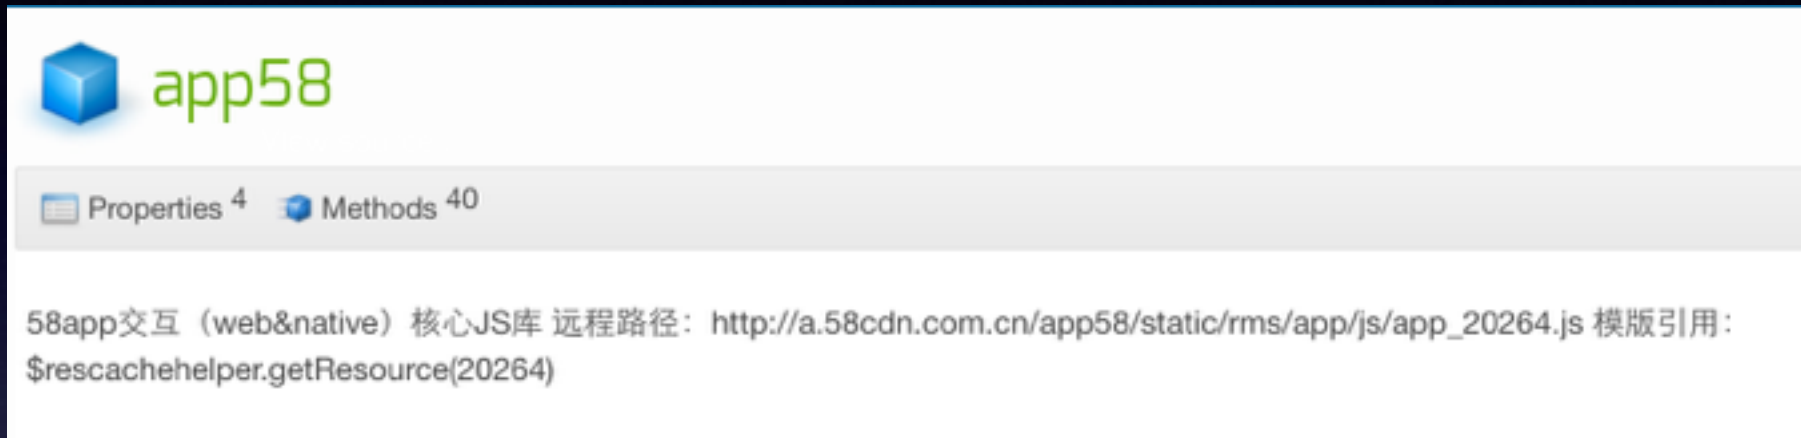 app58
Properties 4 Methods 40
58app交互（web&native）核心JS库 远程路径：http://a.58cdn.com.cn/app58/static/rms/app/js/app_20264.js 模版引用：
$rescachehelper.getResource(20264)